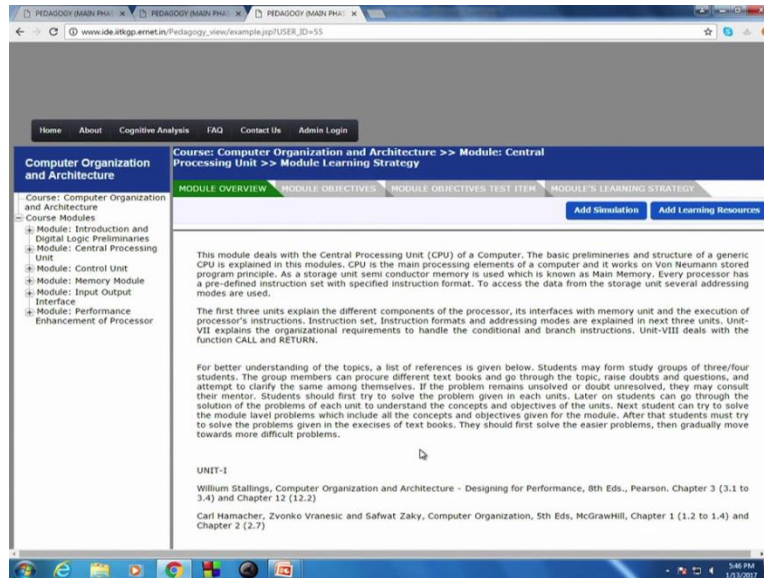 PEDAGOGY (MAIN PHAS
PEDAGOGY (MAIN PHAS
PEDAGOGY (MAIN PHAS
www.ide.iitkgp.ernet.in/Pedagogy_view/example.jsp?USER_ID=55
Home About Cognitive Analysis FAQ Contact Us Admin Login
Computer Organization
and Architecture
Course: Computer Organization
and Architecture
Course Modules
Module: Introduction and
Digital Logic Preliminaries
Module: Central Processing
Unit
Module: Control Unit
Module: Memory Module
Module: Input Output
Interface
Module: Performance
Enhancement of Processor
Course: Computer Organization and Architecture >> Module: Central
Processing Unit >> Module Learning Strategy
MODULE OVERVIEW MODULE OBJECTIVES MODULE OBJECTIVES TEST ITEM MODULE'S LEARNING STRATEGY
Add Simulation Add Learning Resources
This module deals with the Central Processing Unit (CPU) of a Computer. The basic prelimineries and structure of a generic
CPU is explained in this modules. CPU is the main processing elements of a computer and it works on Von Neumann stored
program principle. As a storage unit semi conductor memory is used which is known as Main Memory. Every processor has
a pre-defined instruction set with specified instruction format. To access the data from the storage unit several addressing
modes are used.
The first three units explain the different components of the processor, its interfaces with memory unit and the execution of
processor's instructions. Instruction set, Instruction formats and addressing modes are explained in next three units. Unit-
VII explains the organizational requirements to handle the conditional and branch instructions. Unit-VIII deals with the
function CALL and RETURN.
For better understanding of the topics, a list of references is given below. Students may form study groups of three/four
students. The group members can procure different text books and go through the topic, raise doubts and questions, and
attempt to clarify the same among themselves. If the problem remains unsolved or doubt unresolved, they may consult
their mentor. Students should first try to solve the problem given in each units. Later on students can go through the
solution of the problems of each unit to understand the concepts and objectives of the units. Next student can try to solve
the module lavel problems which include all the concepts and objectives given for the module. After that students must try
to solve the problems given in the execises of text books. They should first solve the easier problems, then gradually move
towards more difficult problems.
UNIT-I
Willium Stallings, Computer Organization and Architecture - Designing for Performance, 8th Eds., Pearson. Chapter 3 (3.1 to
3.4) and Chapter 12 (12.2)
Carl Hamacher, Zvonko Vranesic and Safwat Zaky, Computer Organization, 5th Eds, McGrawHill, Chapter 1 (1.2 to 1.4) and
Chapter 2 (2.7)
5:46 PM
1/13/2017